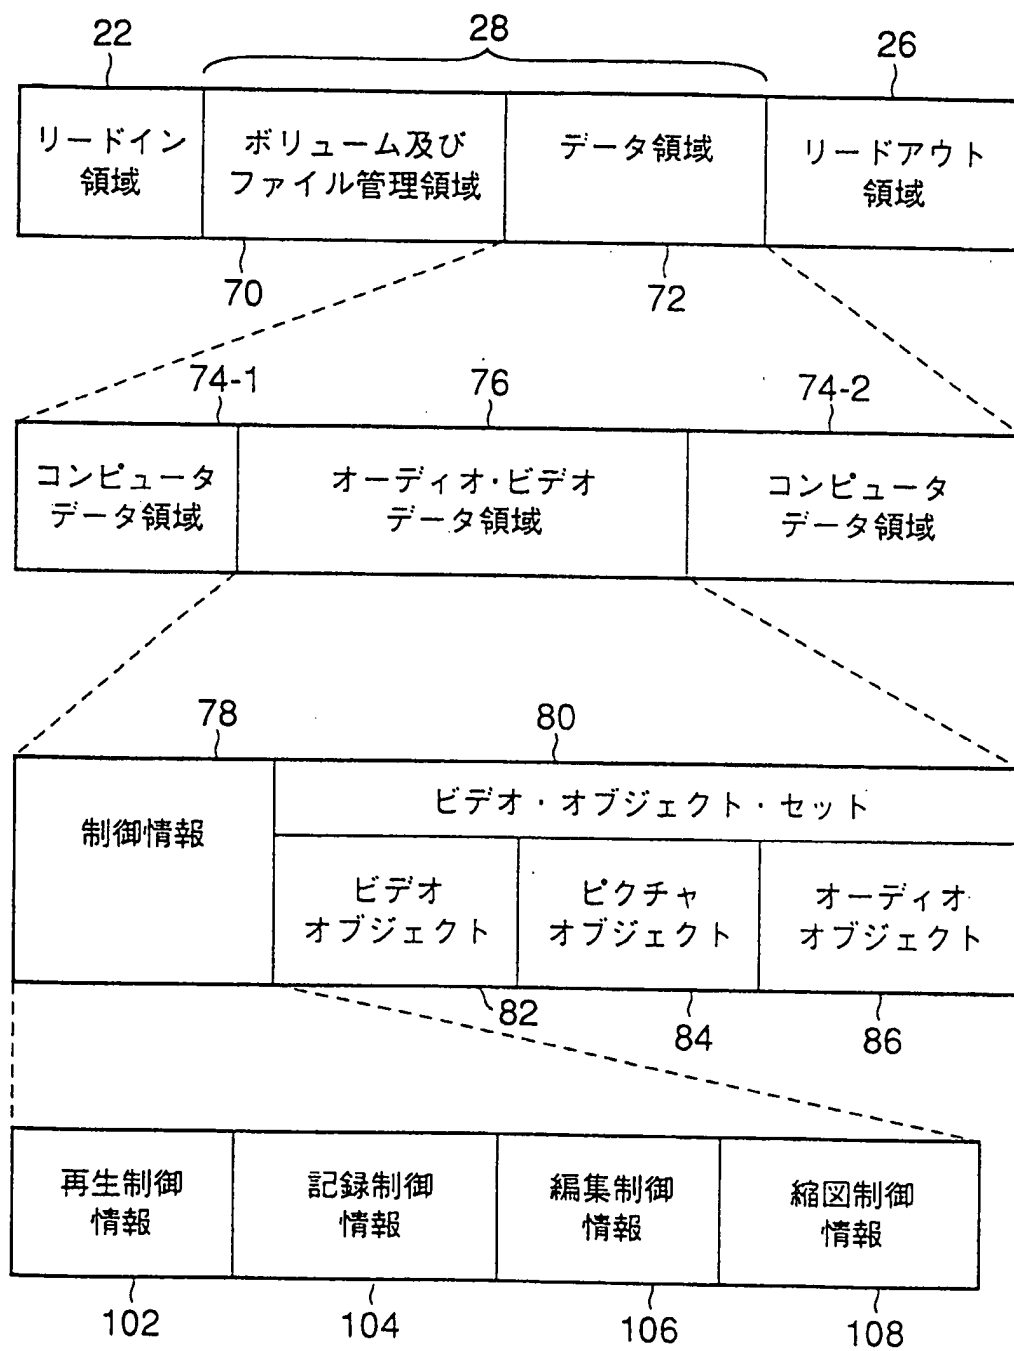 22
28
26
リードイン
領域
ボリューム及び
ファイル管理領域
データ領域
リードアウト
領域
70
72
74-1
76
74-2
コンピュータ
データ領域
オーディオ・ビデオ
データ領域
コンピュータ
データ領域
78
80
制御情報
ビデオ・オブジェクト・セット
ビデオ
オブジェクト
ピクチャ
オブジェクト
オーディオ
オブジェクト
82
84
86
再生制御
情報
記録制御
情報
編集制御
情報
縮図制御
情報
102
104
106
108